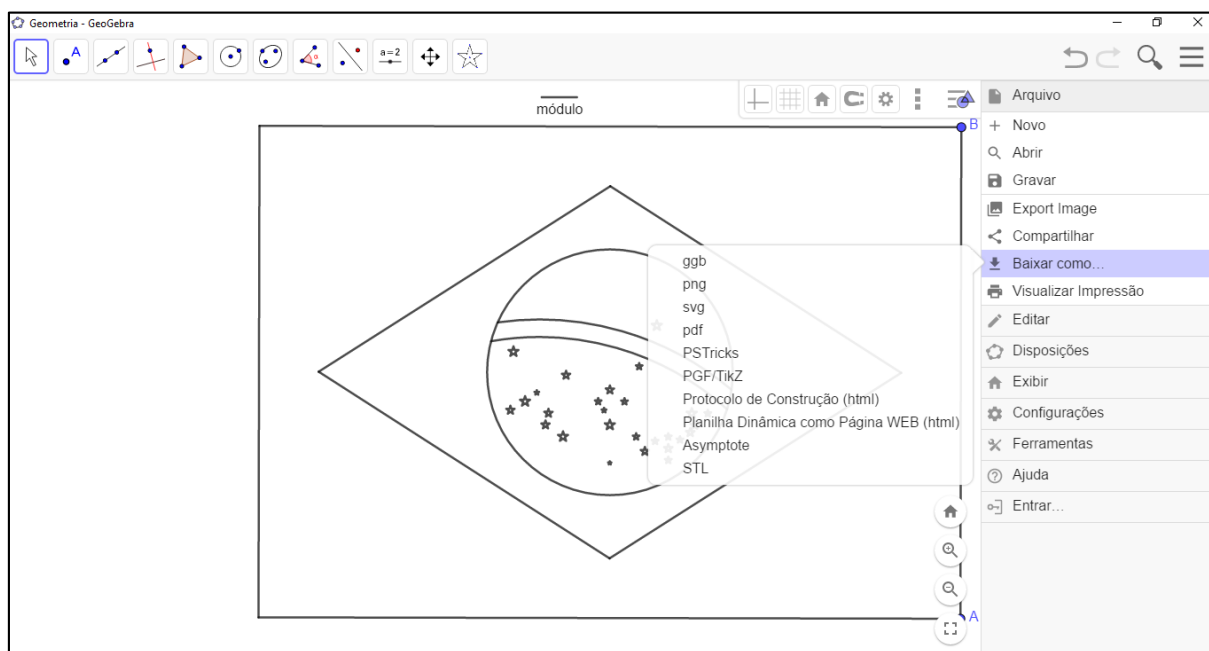 Geometria - GeoGebra
A
a=2
módulo
B
Arquivo
Novo
Abrir
Gravar
Export Image
Compartilhar
Baixar como...
Visualizar Impressão
Editar
Disposições
Exibir
Configurações
Ferramentas
Ajuda
Entrar...
ggb
png
svg
pdf
PSTricks
PGF/TikZ
Protocolo de Construção (html)
Planilha Dinâmica como Página WEB (html)
Asymptote
STL
A